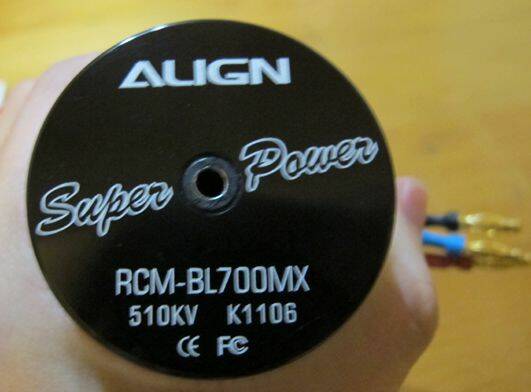 ALIGN
Super Power
RCM-BL700MX
510KV K1106
CE FC